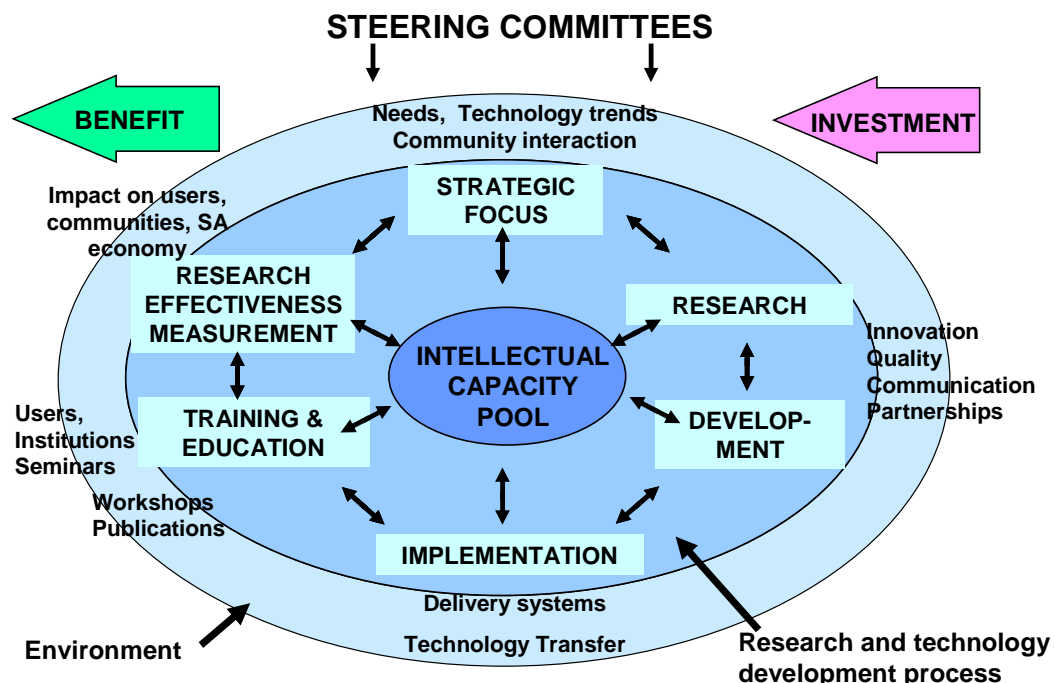 STEERING COMMITTEES
BENEFIT
INVESTMENT
Needs, Technology trends
Community interaction
STRATEGIC
FOCUS
Impact on users,
communities, SA
economy
RESEARCH
EFFECTIVENESS
MEASUREMENT
RESEARCH
Innovation
Quality
Communication
Partnerships
INTELLECTUAL
CAPACITY
POOL
TRAINING &
EDUCATION
DEVELOP-
MENT
Users,
Institutions
Seminars
Workshops
Publications
IMPLEMENTATION
Delivery systems
Technology Transfer
Environment
Research and technology
development process